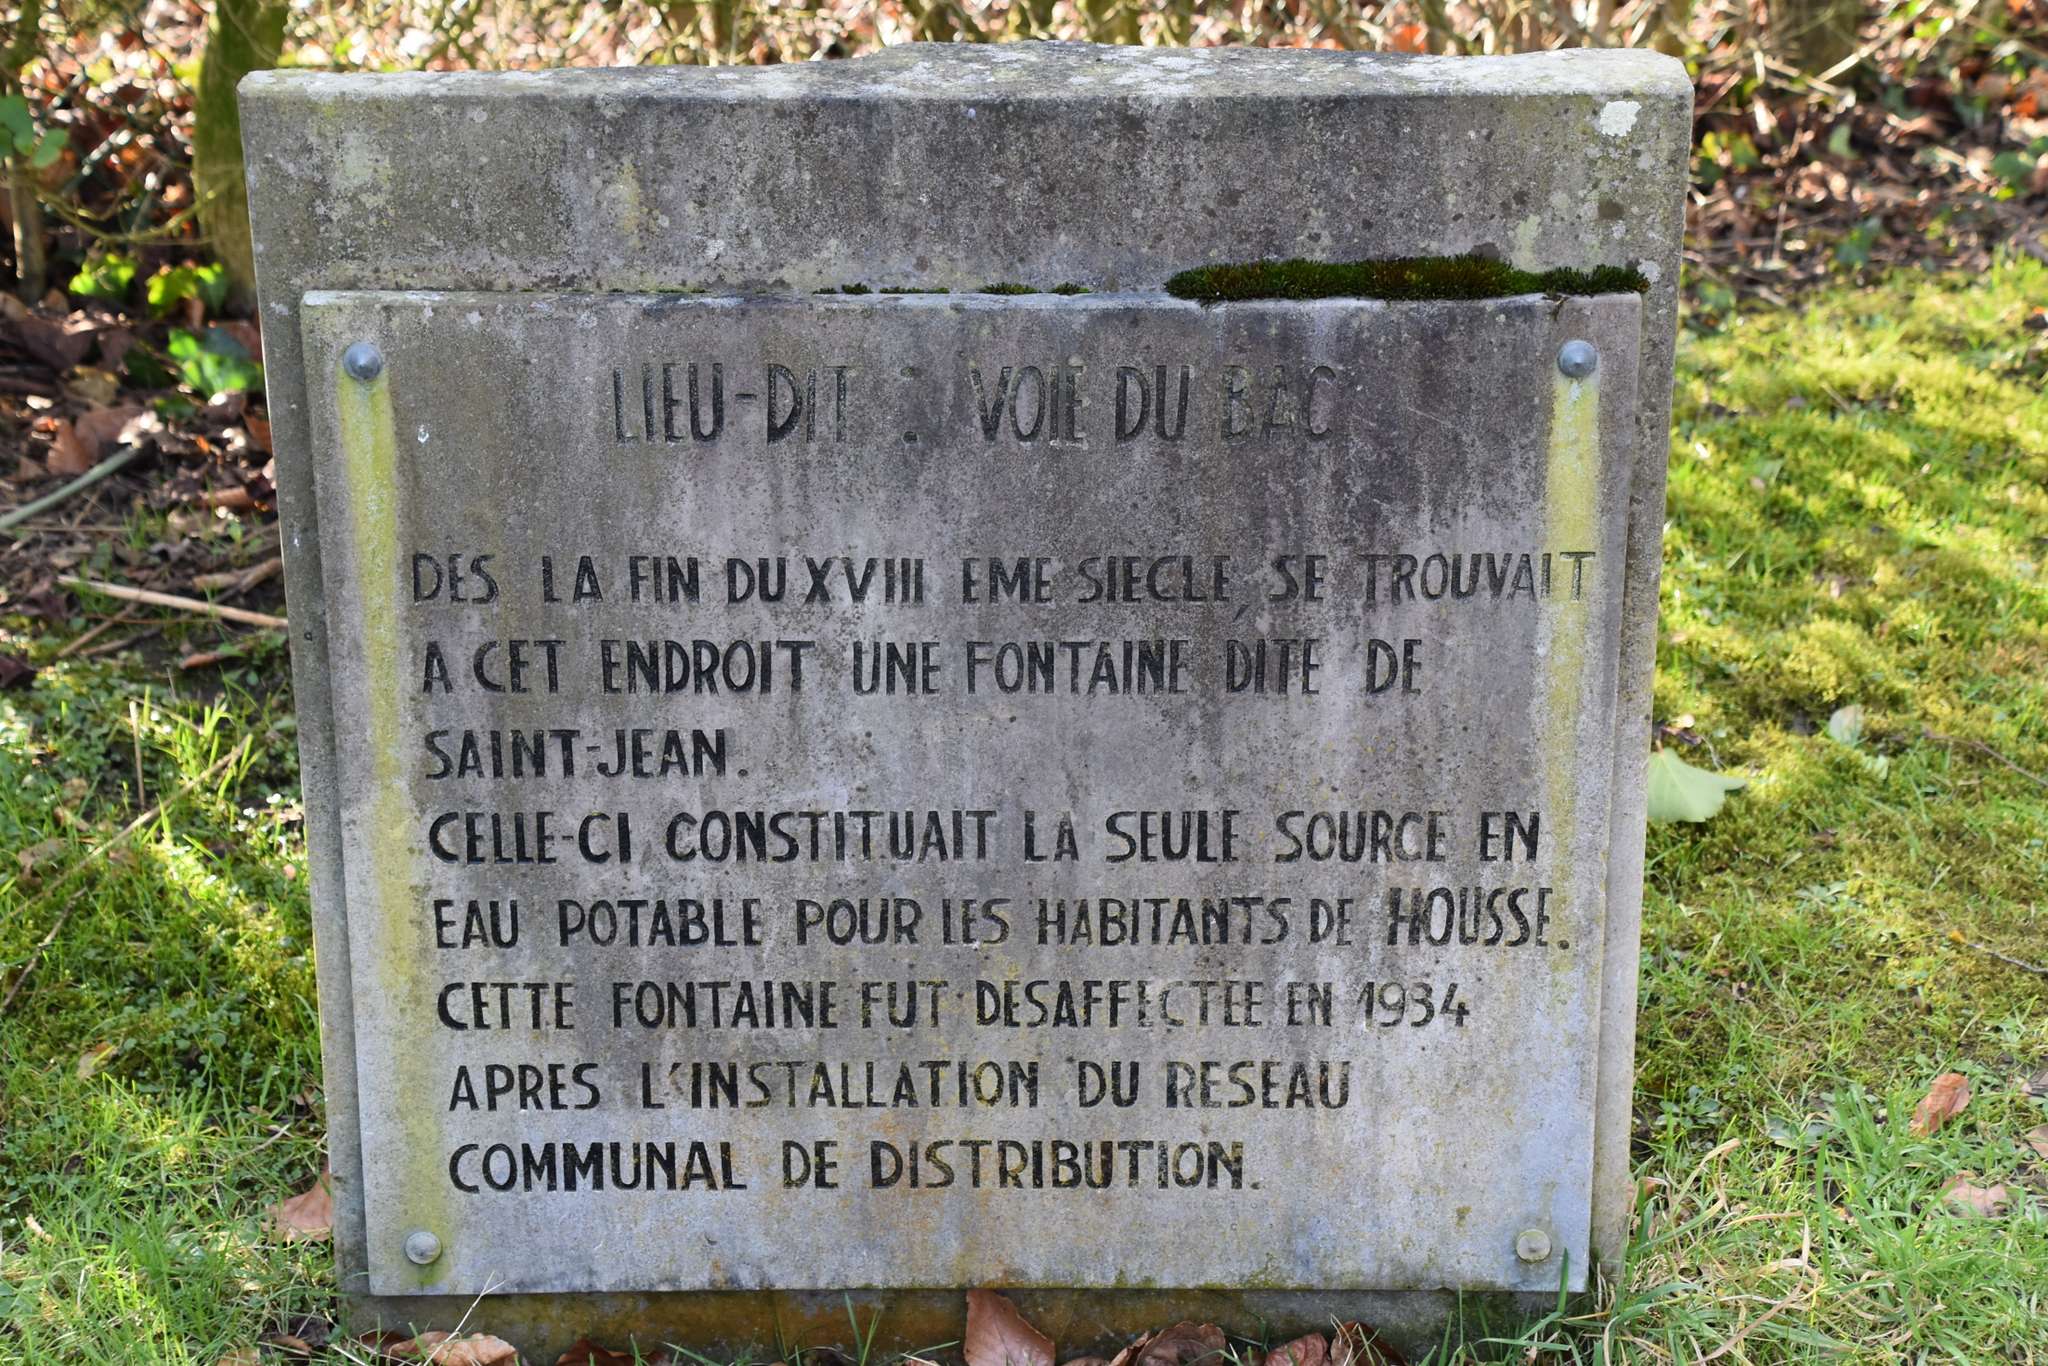 LIEU-DIT : VOIE DU BAC
DES LA FIN DU XVIII EME SIECLE, SE TROUVAIT
A CET ENDROIT UNE FONTAINE DITE DE
SAINT-JEAN.
CELLE-CI CONSTITUAIT LA SEULE SOURCE EN
EAU POTABLE POUR LES HABITANTS DE HOUSSE.
CETTE FONTAINE FUT DESAFFECTEE EN 1934
APRES L'INSTALLATION DU RESEAU
COMMUNAL DE DISTRIBUTION.